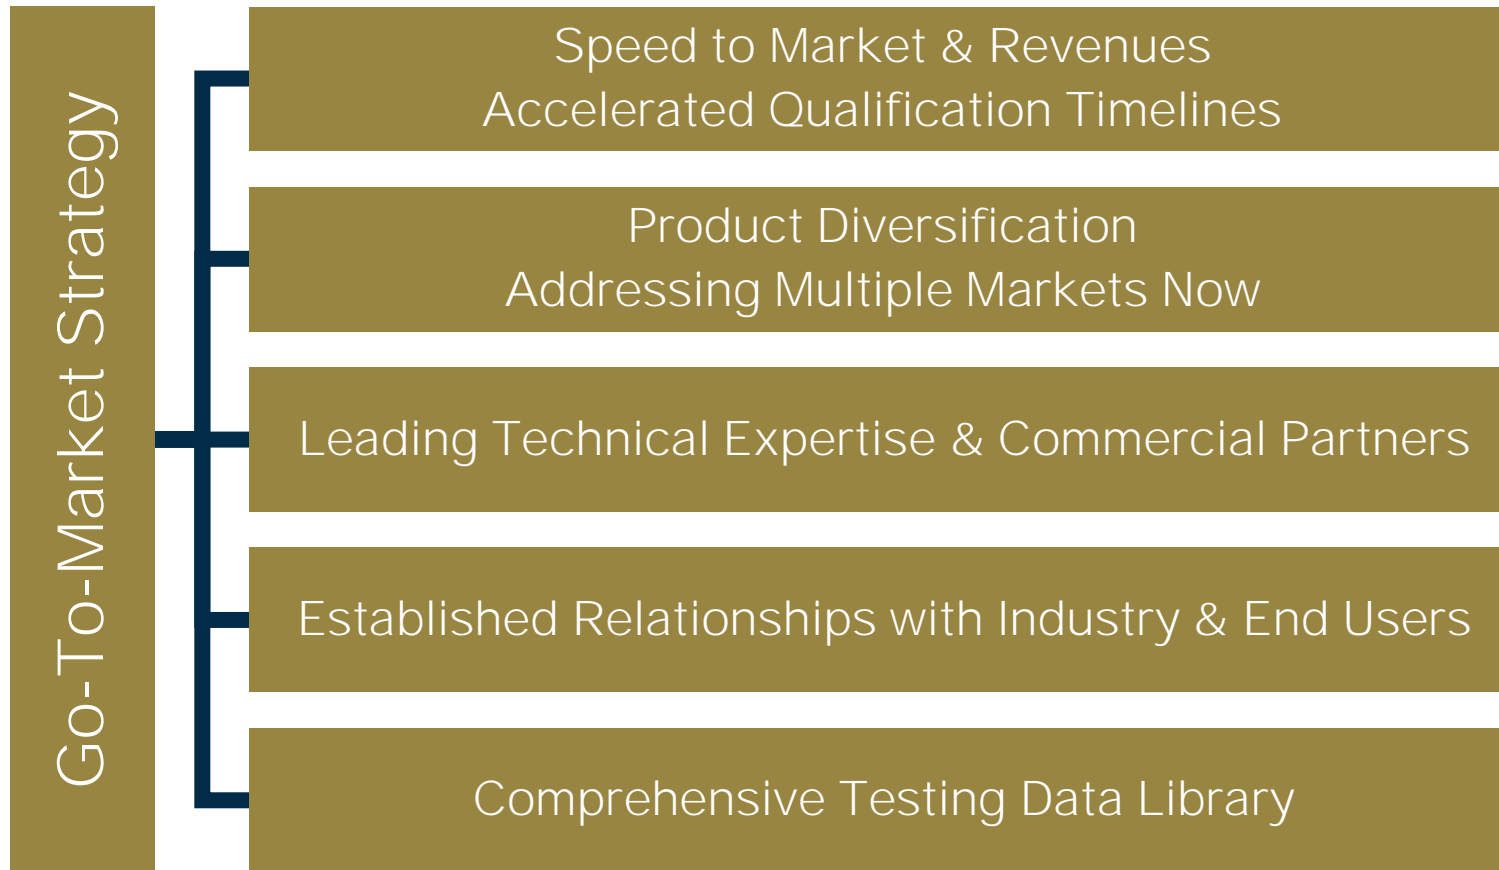 Go-To-Market Strategy
Speed to Market & Revenues
Accelerated Qualification Timelines
Product Diversification
Addressing Multiple Markets Now
Leading Technical Expertise & Commercial Partners
Established Relationships with Industry & End Users
Comprehensive Testing Data Library